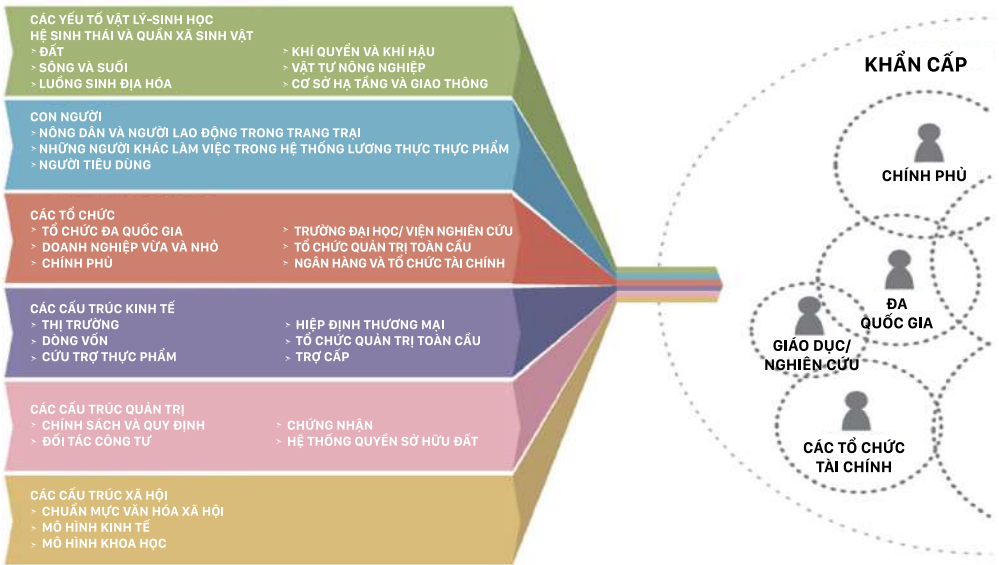 CÁC YẾU TỐ VẬT LÝ-SINH HỌC
HỆ SINH THÁI VÀ QUẦN XÃ SINH VẬT
> ĐẤT
> SÔNG VÀ SUỐI
> LUỒNG SINH ĐỊA HÓA
> KHÍ QUYỂN VÀ KHÍ HẬU
> VẬT TƯ NÔNG NGHIỆP
> CƠ SỞ HẠ TẦNG VÀ GIAO THÔNG
CON NGƯỜI
> NÔNG DÂN VÀ NGƯỜI LAO ĐỘNG TRONG TRANG TRẠI
> NHỮNG NGƯỜI KHÁC LÀM VIỆC TRONG HỆ THỐNG LƯƠNG THỰC THỰC PHẨM
> NGƯỜI TIÊU DÙNG
CÁC TỔ CHỨC
> TỔ CHỨC ĐA QUỐC GIA
> DOANH NGHIỆP VỪA VÀ NHỎ
> CHÍNH PHỦ
> TRƯỜNG ĐẠI HỌC/ VIỆN NGHIÊN CỨU
> TỔ CHỨC QUẢN TRỊ TOÀN CẦU
> NGÂN HÀNG VÀ TỔ CHỨC TÀI CHÍNH
CÁC CẤU TRÚC KINH TẾ
> THỊ TRƯỜNG
> DÒNG VỐN
> CỨU TRỢ THỰC PHẨM
> HIỆP ĐỊNH THƯƠNG MẠI
> TỔ CHỨC QUẢN TRỊ TOÀN CẦU
> TRỢ CẤP
CÁC CẤU TRÚC QUẢN TRỊ
> CHÍNH SÁCH VÀ QUY ĐỊNH
> ĐỐI TÁC CÔNG TƯ
> CHỨNG NHẬN
> HỆ THỐNG QUYỀN SỞ HỮU ĐẤT
CÁC CẤU TRÚC XÃ HỘI
> CHUẨN MỰC VĂN HÓA XÃ HỘI
> MÔ HÌNH KINH TẾ
> MÔ HÌNH KHOA HỌC
KHẨN CẤP
CHÍNH PHỦ
ĐA
QUỐC GIA
GIÁO DỤC/
NGHIÊN CỨU
CÁC TỔ CHỨC
TÀI CHÍNH